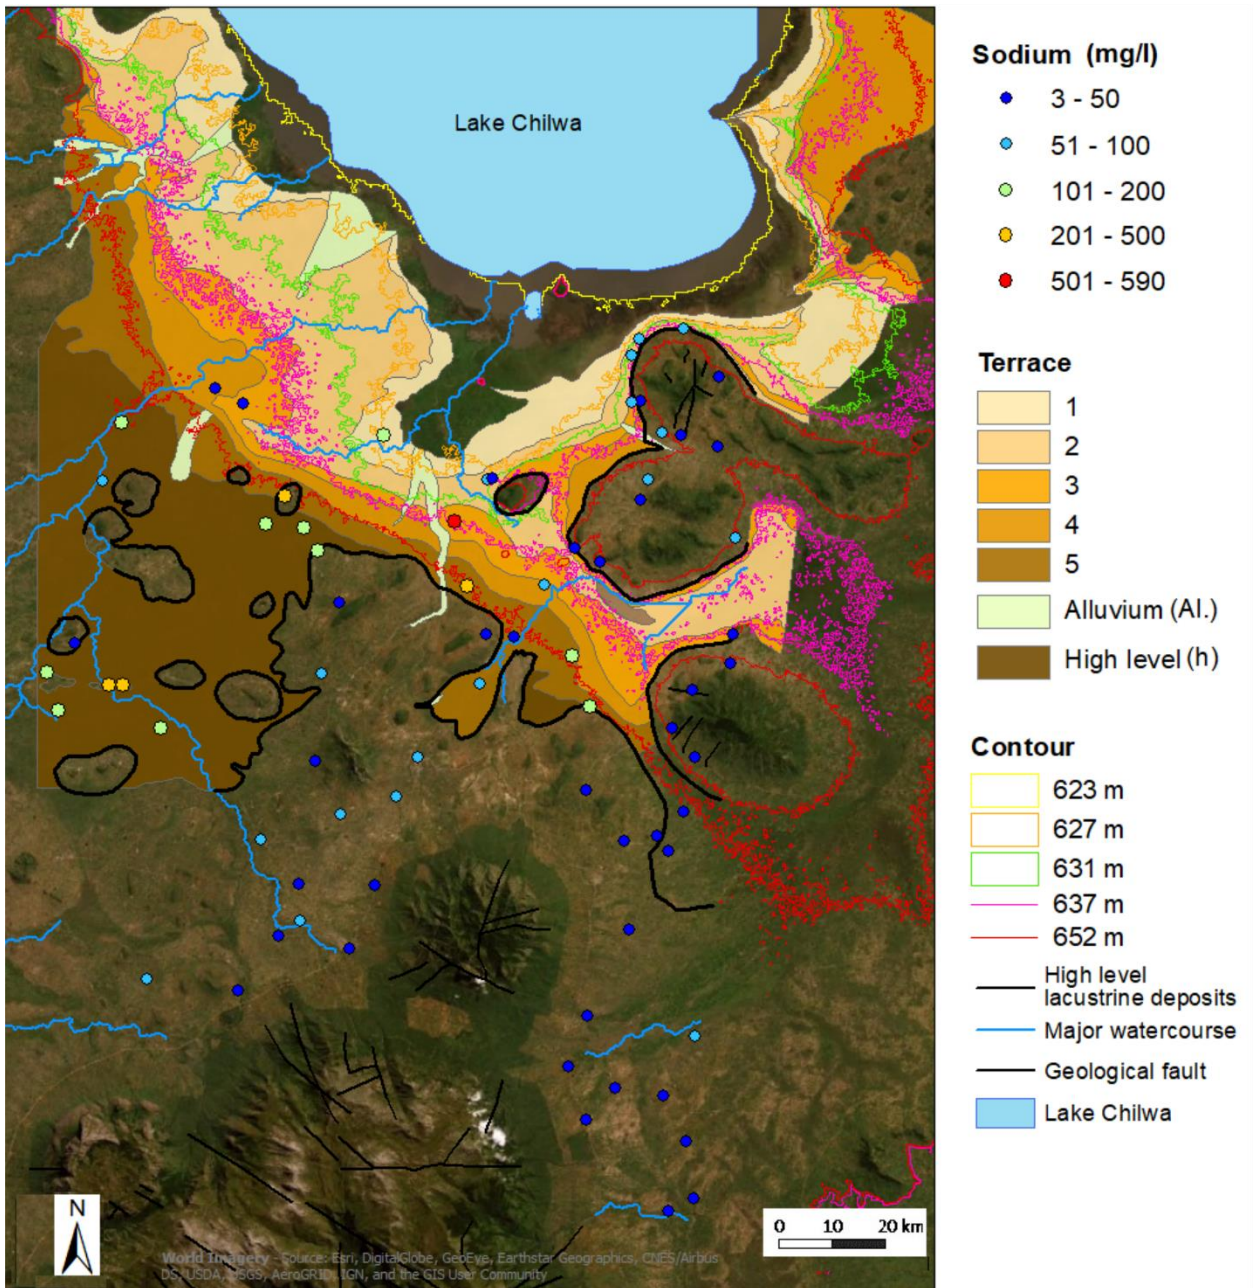 Lake Chilwa
Sodium (mg/l)
3 - 50
51 - 100
101 - 200
201 - 500
501 - 590
Terrace
1
2
3
4
5
Alluvium (Al.)
High level (h)
Contour
623 m
627 m
631 m
637 m
652 m
High level
lacustrine deposits
Major watercourse
Geological fault
Lake Chilwa
N
0 10 20 km
World Imagery - Source: Esri, DigitalGlobe, GeoEye, Earthstar Geographics, CNES/Airbus
DS, USDA, USGS, AeroGRID, IGN, and the GIS User Community